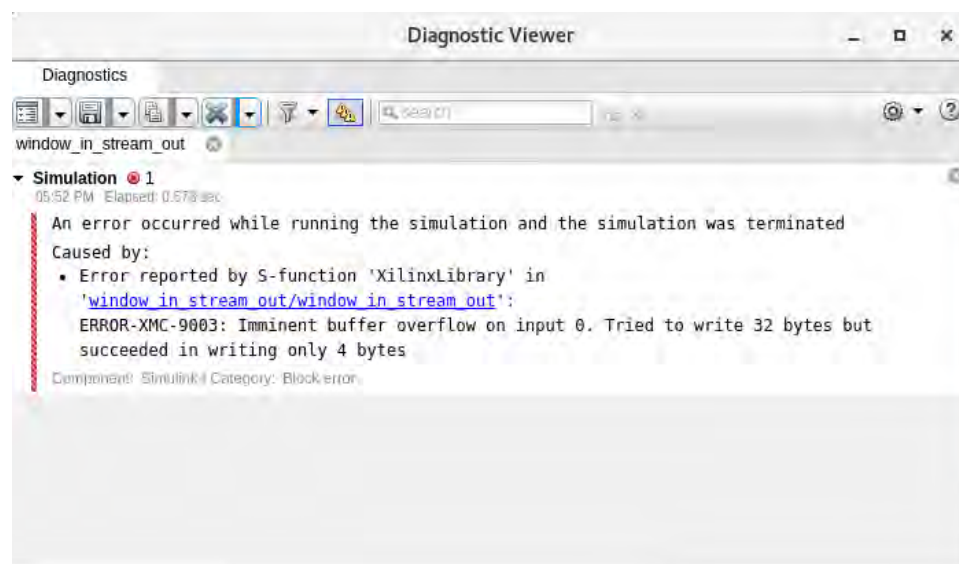 Diagnostic Viewer
Diagnostics
search
window_in_stream_out
Simulation 1
05:52 PM Elapsed: 0.578 sec
An error occurred while running the simulation and the simulation was terminated
Caused by:
• Error reported by S-function 'XilinxLibrary' in
'window_in_stream_out/window_in_stream_out':
ERROR-XMC-9003: Imminent buffer overflow on input 0. Tried to write 32 bytes but
succeeded in writing only 4 bytes
Component: Simulink | Category: Block error